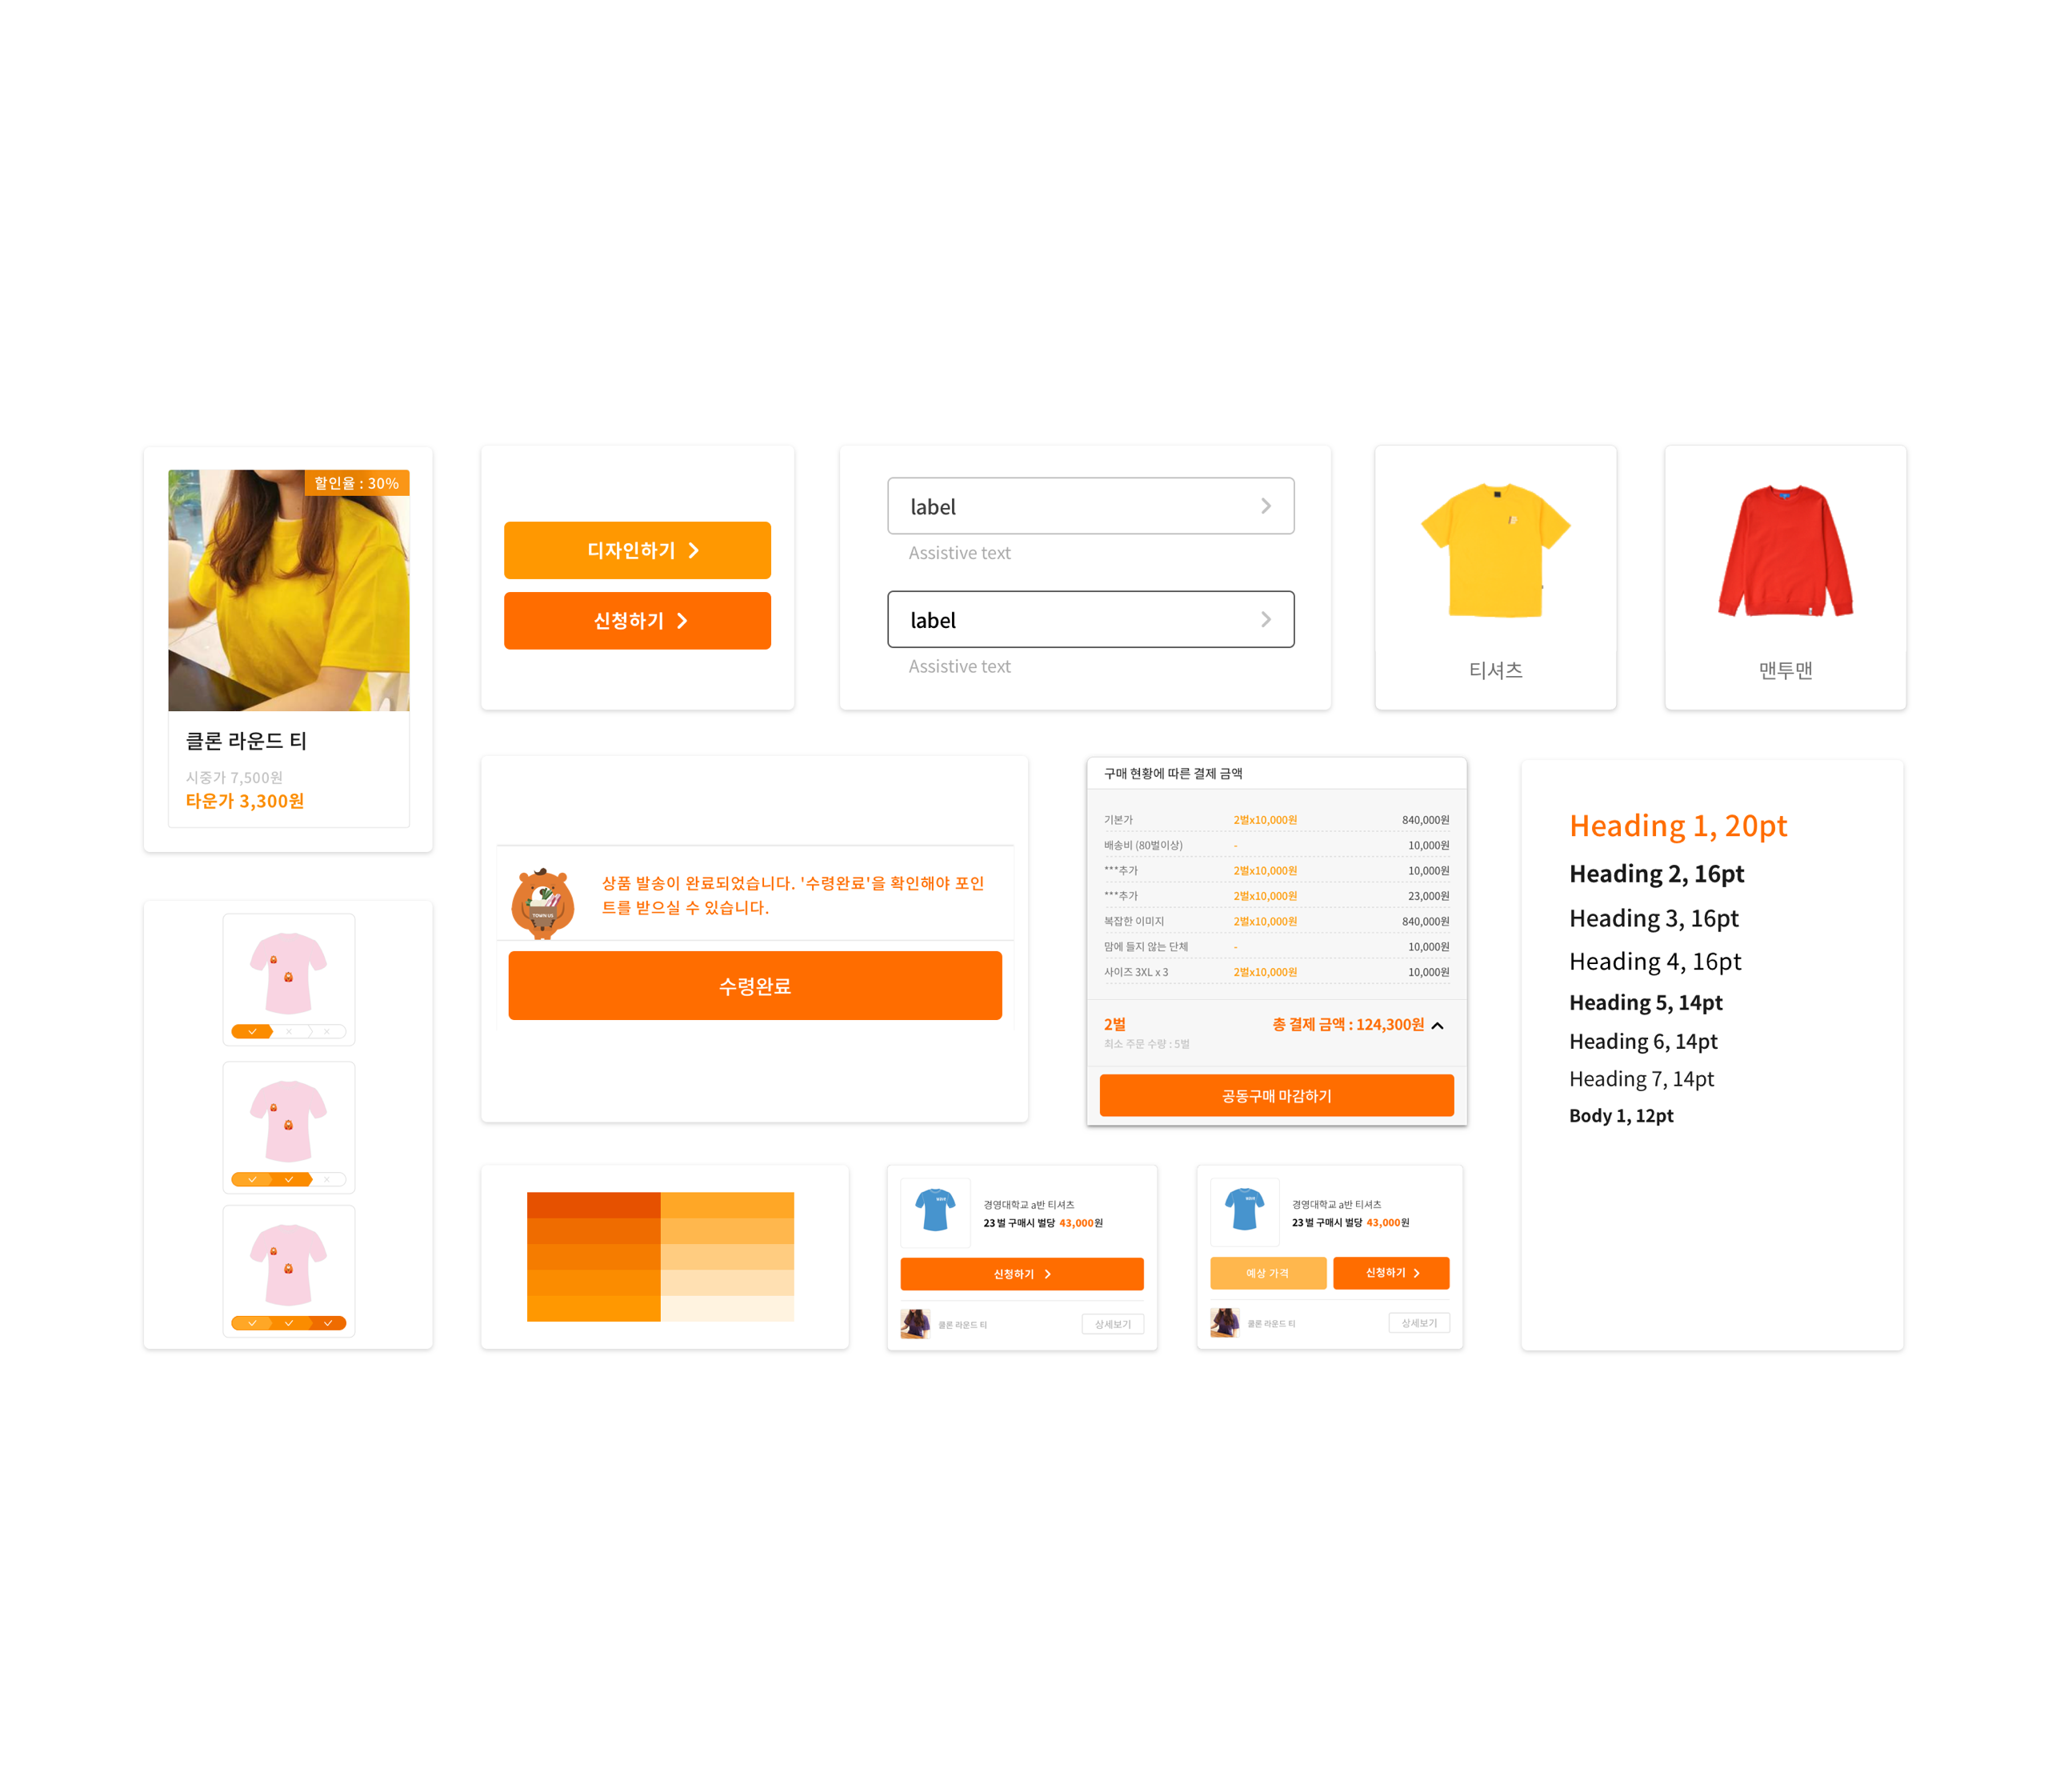 할인율 : 30%
클론 라운드 티
시중가 7,500원
타운가 3,300원
디자인하기
신청하기
label
Assistive text
label
Assistive text
티셔츠
맨투맨
상품 발송이 완료되었습니다. '수령완료'을 확인해야 포인
트를 받으실 수 있습니다.
TOWN US
수령완료
구매 현황에 따른 결제 금액
기본가 2벌x10,000원 840,000원
배송비 (80벌이상) - 10,000원
***추가 2벌x10,000원 10,000원
***추가 2벌x10,000원 23,000원
복잡한 이미지 2벌x10,000원 840,000원
맘에 들지 않는 단체 - 10,000원
사이즈 3XL x 3 2벌x10,000원 10,000원
2벌 총 결제 금액 : 124,300원
최소 주문 수량 : 5벌
공동구매 마감하기
Heading 1, 20pt
Heading 2, 16pt
Heading 3, 16pt
Heading 4, 16pt
Heading 5, 14pt
Heading 6, 14pt
Heading 7, 14pt
Body 1, 12pt
경영대학교 a반 티셔츠
23벌 구매시 벌당 43,000원
신청하기
클론 라운드 티
상세보기
경영대학교 a반 티셔츠
23벌 구매시 벌당 43,000원
예상 가격
신청하기
클론 라운드 티
상세보기